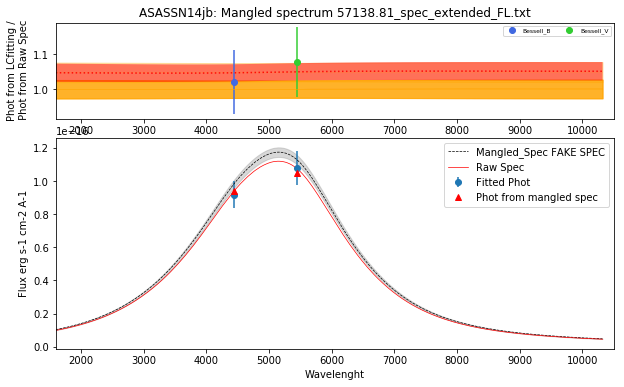 ASASSN14jb: Mangled spectrum 57138.81_spec_extended_FL.txt
Phot from LCfitting /
Phot from Raw Spec
1.1
1.0
Bessell_B
Bessell_V
2000 3000 4000 5000 6000 7000 8000 9000 10000
1e−16
Flux erg s-1 cm-2 A-1
1.2
1.0
0.8
0.6
0.4
0.2
0.0
Mangled_Spec FAKE SPEC
Raw Spec
Fitted Phot
Phot from mangled spec
2000 3000 4000 5000 6000 7000 8000 9000 10000
Wavelenght